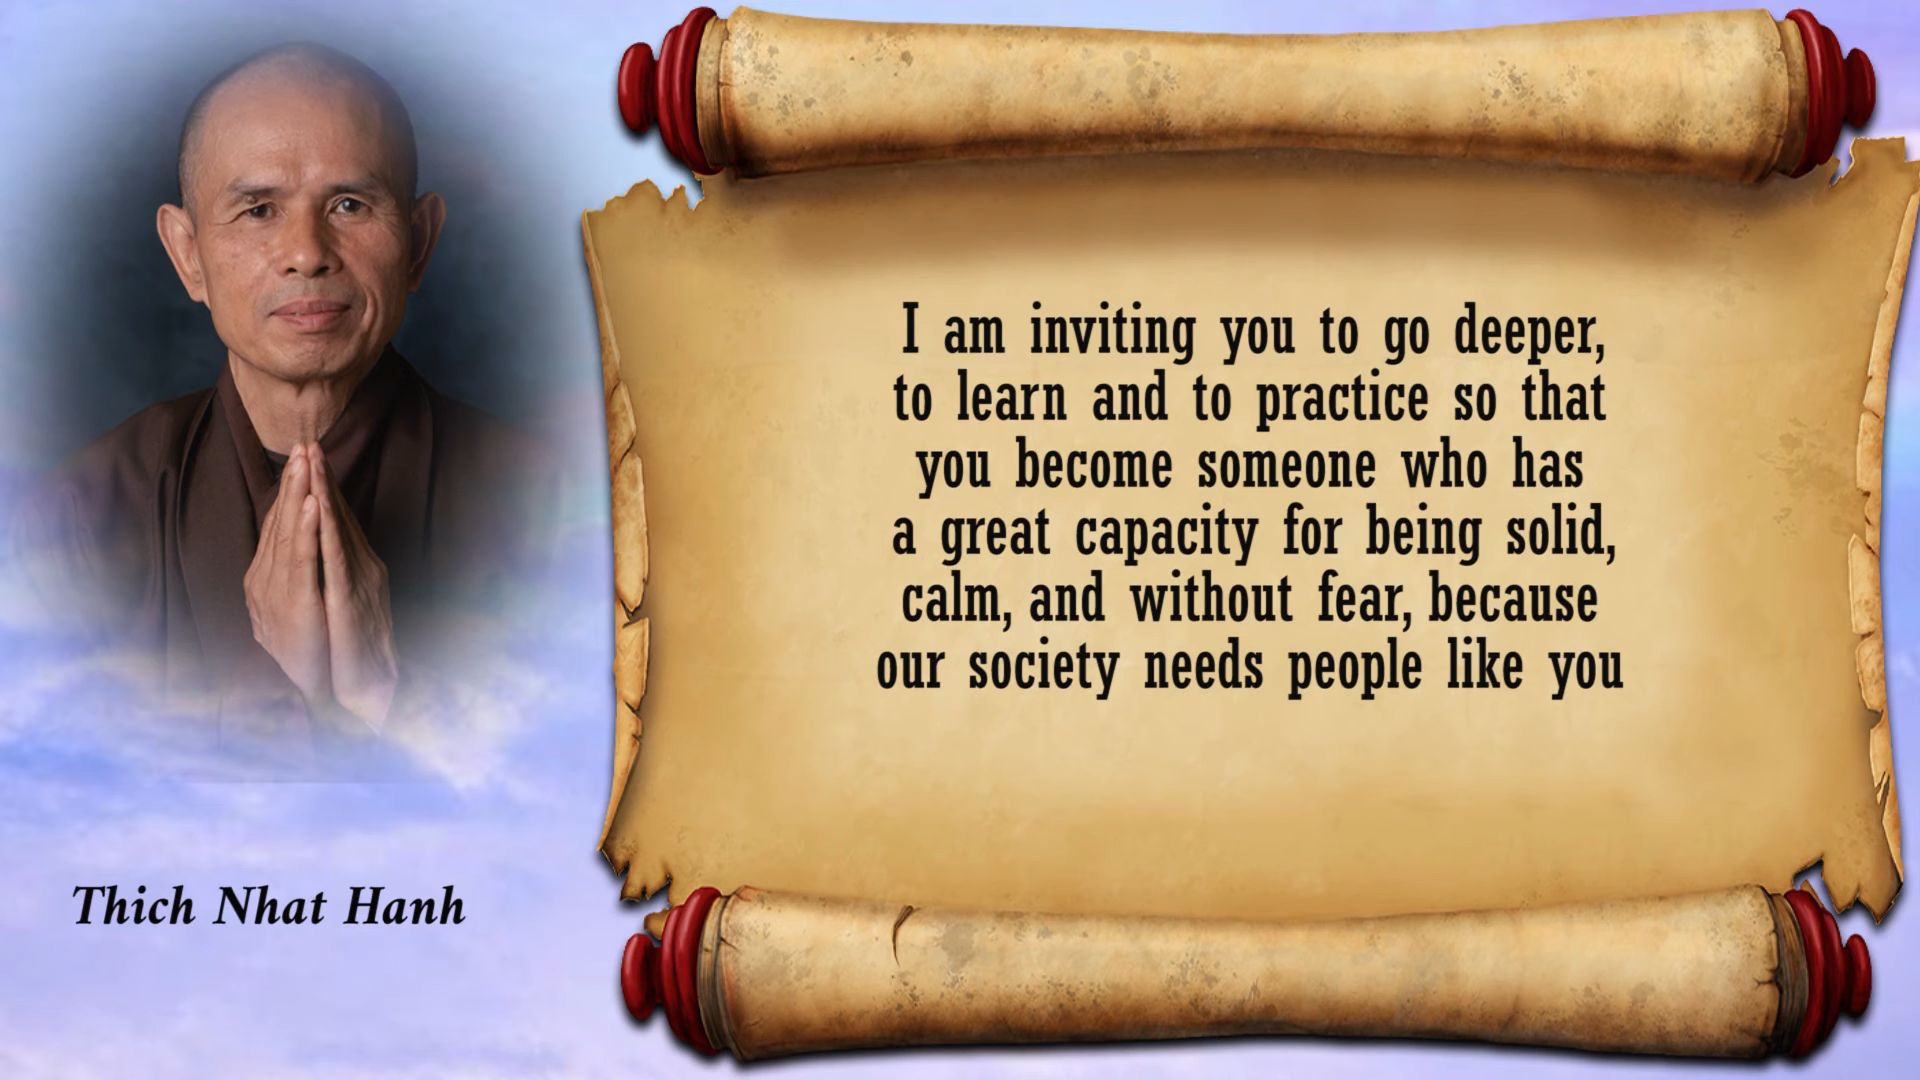 I am inviting you to go deeper,
to learn and to practice so that
you become someone who has
a great capacity for being solid,
calm, and without fear, because
our society needs people like you
Thich Nhat Hanh